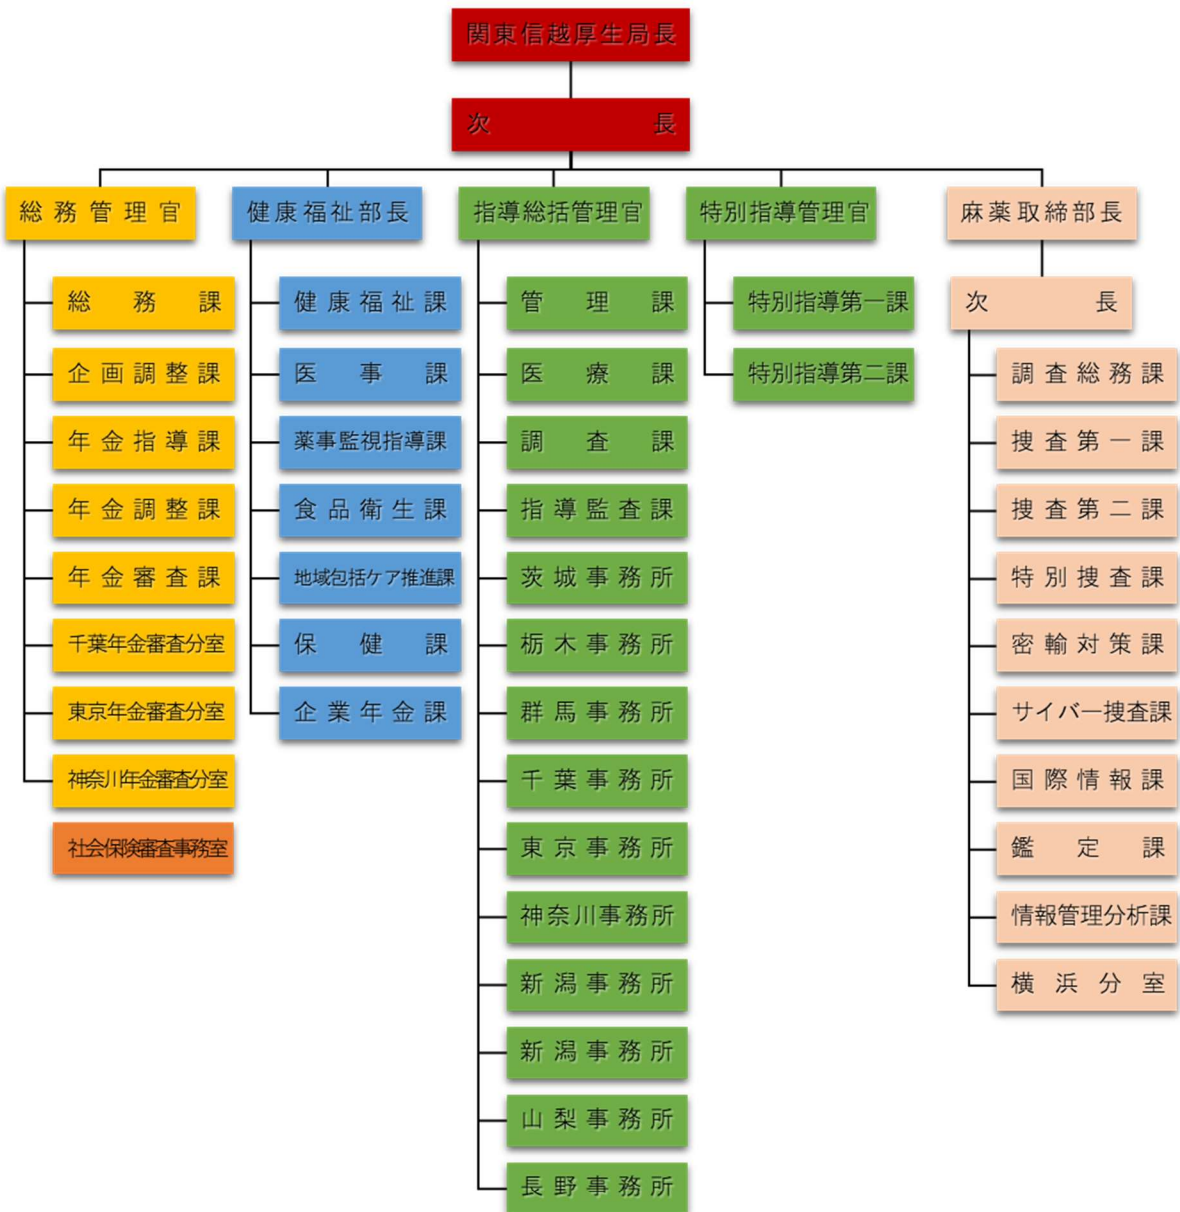 関東信越厚生局長
次長
総務管理官
総務課
企画調整課
年金指導課
年金調整課
年金審査課
千葉年金審査分室
東京年金審査分室
神奈川年金審査分室
社会保険審査事務室
健康福祉部長
健康福祉課
医事課
薬事監視指導課
食品衛生課
地域包括ケア推進課
保健課
企業年金課
指導総括管理官
管理課
医療課
調査課
指導監査課
茨城事務所
栃木事務所
群馬事務所
千葉事務所
東京事務所
神奈川事務所
新潟事務所
新潟事務所
山梨事務所
長野事務所
特別指導管理官
特別指導第一課
特別指導第二課
麻薬取締部長
次長
調査総務課
捜査第一課
捜査第二課
特別捜査課
密輸対策課
サイバー捜査課
国際情報課
鑑定課
情報管理分析課
横浜分室